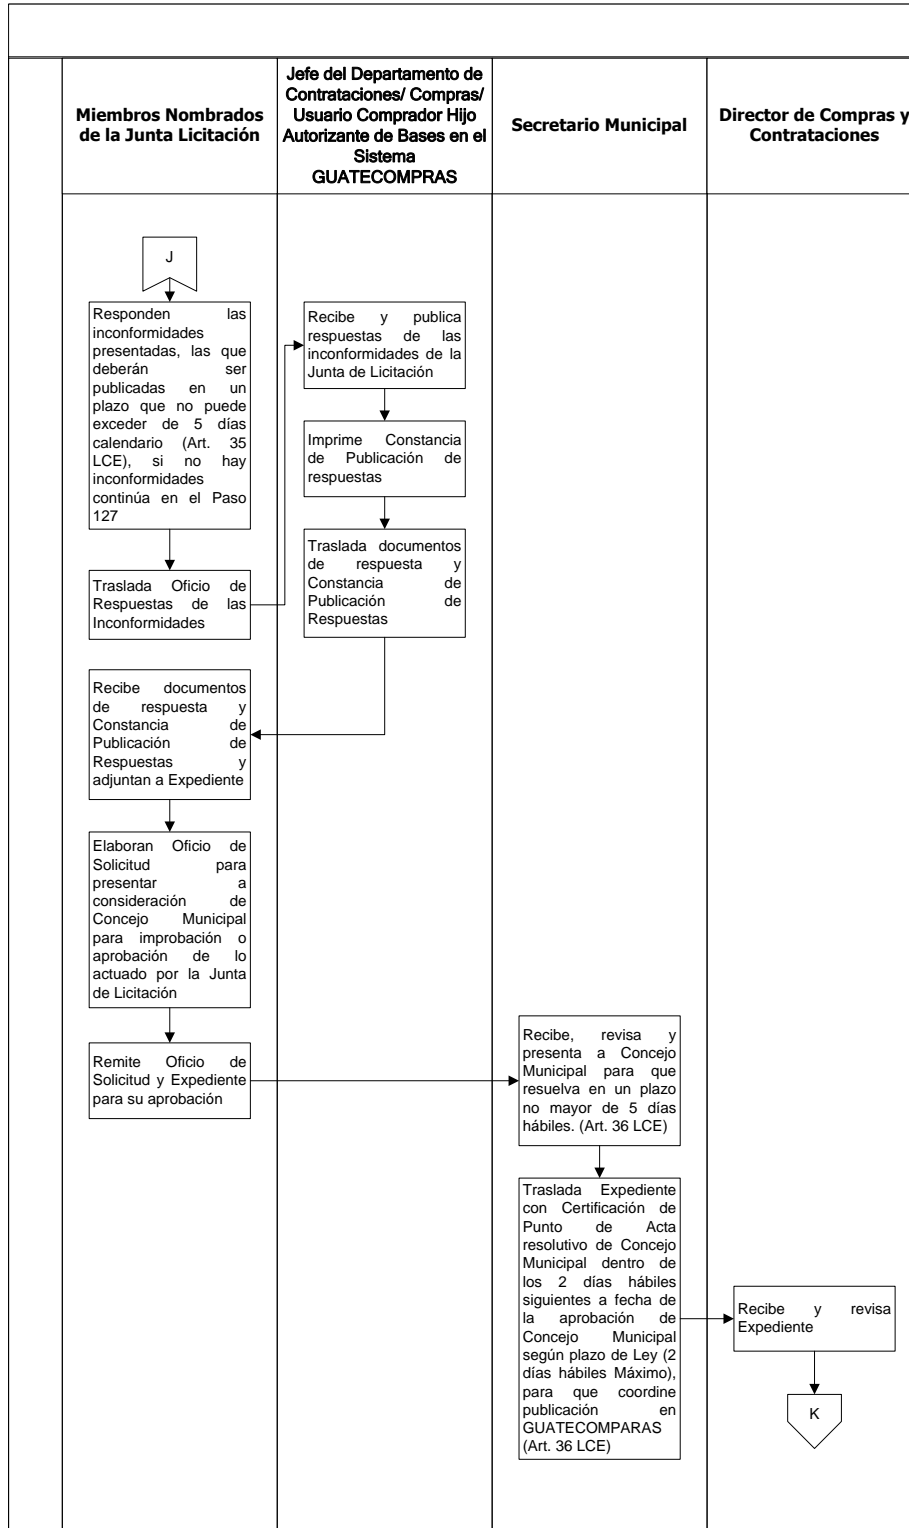 Miembros Nombrados
de la Junta Licitación
Jefe del Departamento de
Contrataciones/ Compras/
Usuario Comprador Hijo
Autorizante de Bases en el
Sistema
GUATECOMPRAS
Secretario Municipal
Director de Compras y
Contrataciones
J
Responden las
inconformidades
presentadas, las que
deberán ser
publicadas en un
plazo que no puede
exceder de 5 días
calendario (Art. 35
LCE), si no hay
inconformidades
continúa en el Paso
127
Traslada Oficio de
Respuestas de las
Inconformidades
Recibe y publica
respuestas de las
inconformidades de la
Junta de Licitación
Imprime Constancia
de Publicación de
respuestas
Traslada documentos
de respuesta y
Constancia de
Publicación de
Respuestas
Recibe documentos
de respuesta y
Constancia de
Publicación de
Respuestas y
adjuntan a Expediente
Elaboran Oficio de
Solicitud para
presentar a
consideración de
Concejo Municipal
para improbación o
aprobación de lo
actuado por la Junta
de Licitación
Remite Oficio de
Solicitud y Expediente
para su aprobación
Recibe, revisa y
presenta a Concejo
Municipal para que
resuelva en un plazo
no mayor de 5 días
hábiles. (Art. 36 LCE)
Traslada Expediente
con Certificación de
Punto de Acta
resolutivo de Concejo
Municipal dentro de
los 2 días hábiles
siguientes a fecha de
la aprobación de
Concejo Municipal
según plazo de Ley (2
días hábiles Máximo),
para que coordine
publicación en
GUATECOMPARAS
(Art. 36 LCE)
Recibe y revisa
Expediente
K